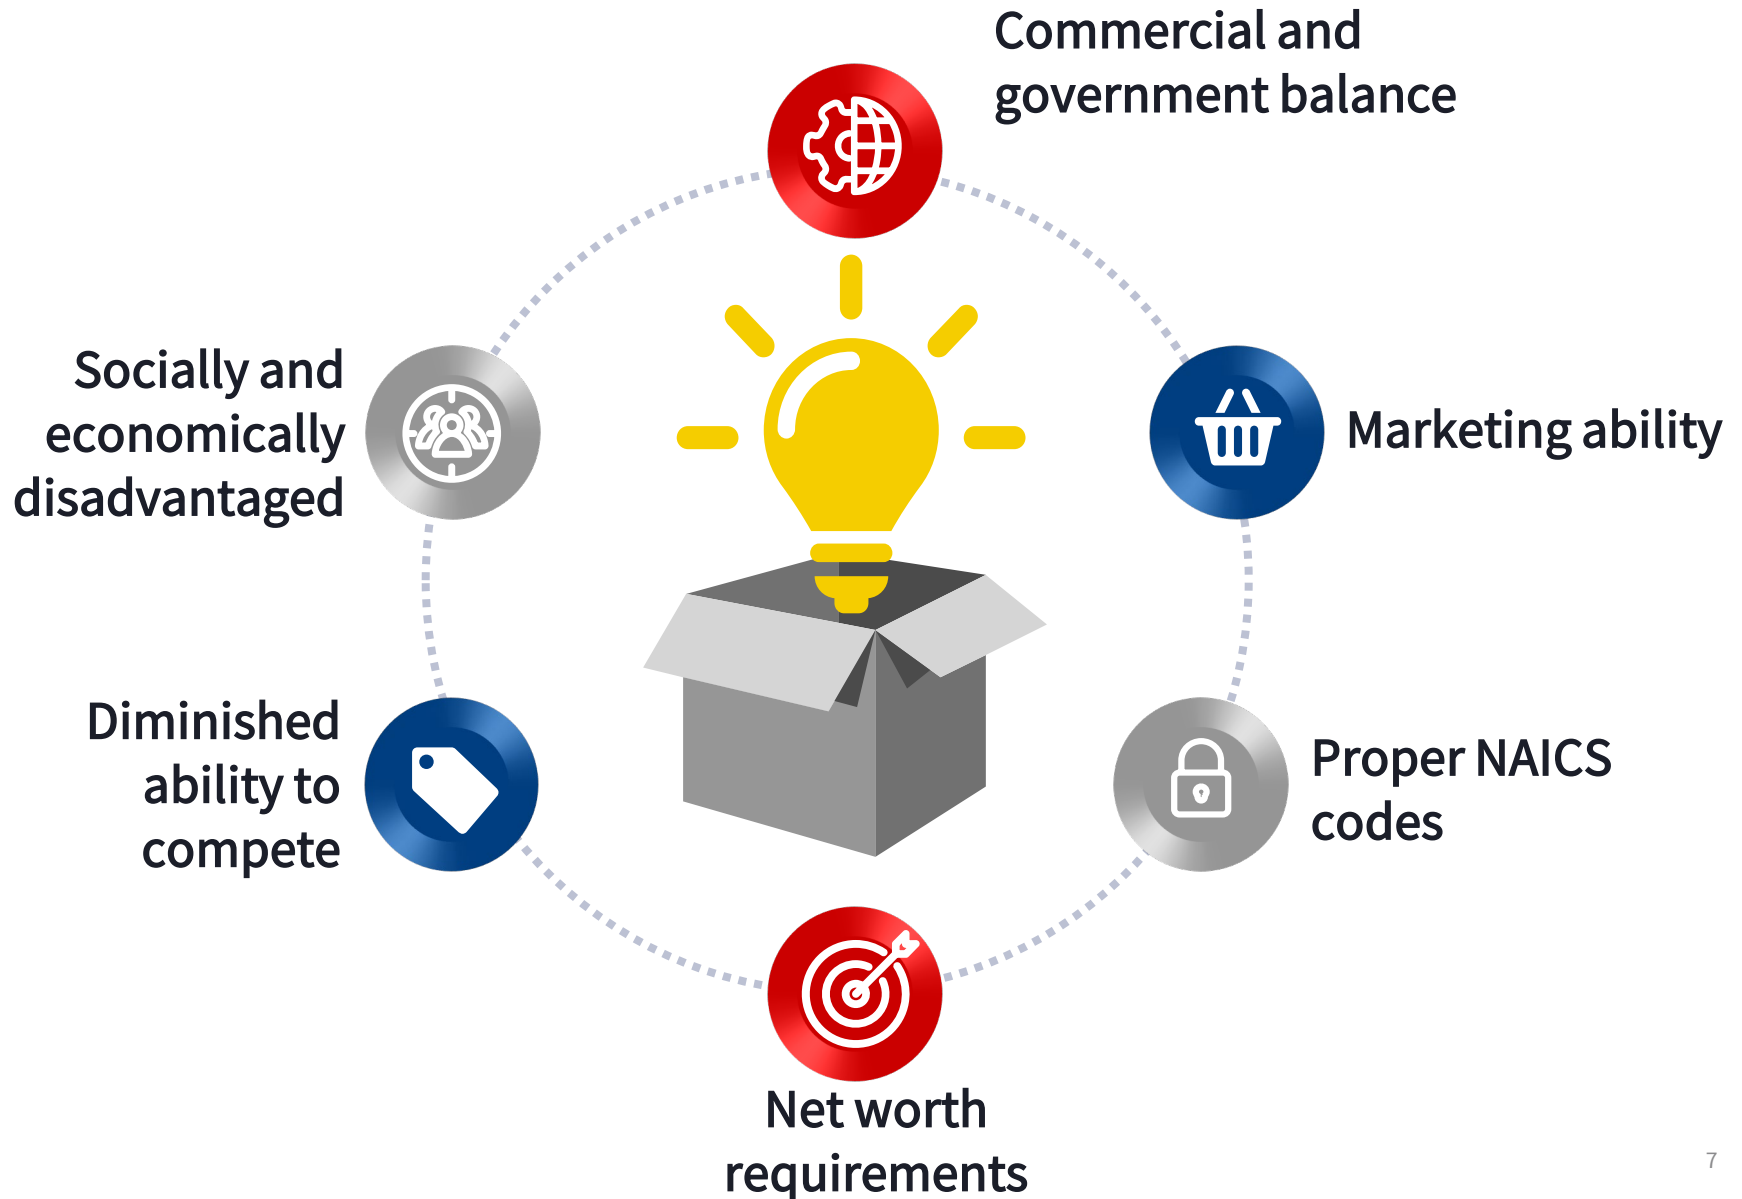 Commercial and
government balance
Socially and
economically
disadvantaged
Marketing ability
Diminished
ability to
compete
Proper NAICS
codes
Net worth
requirements
7